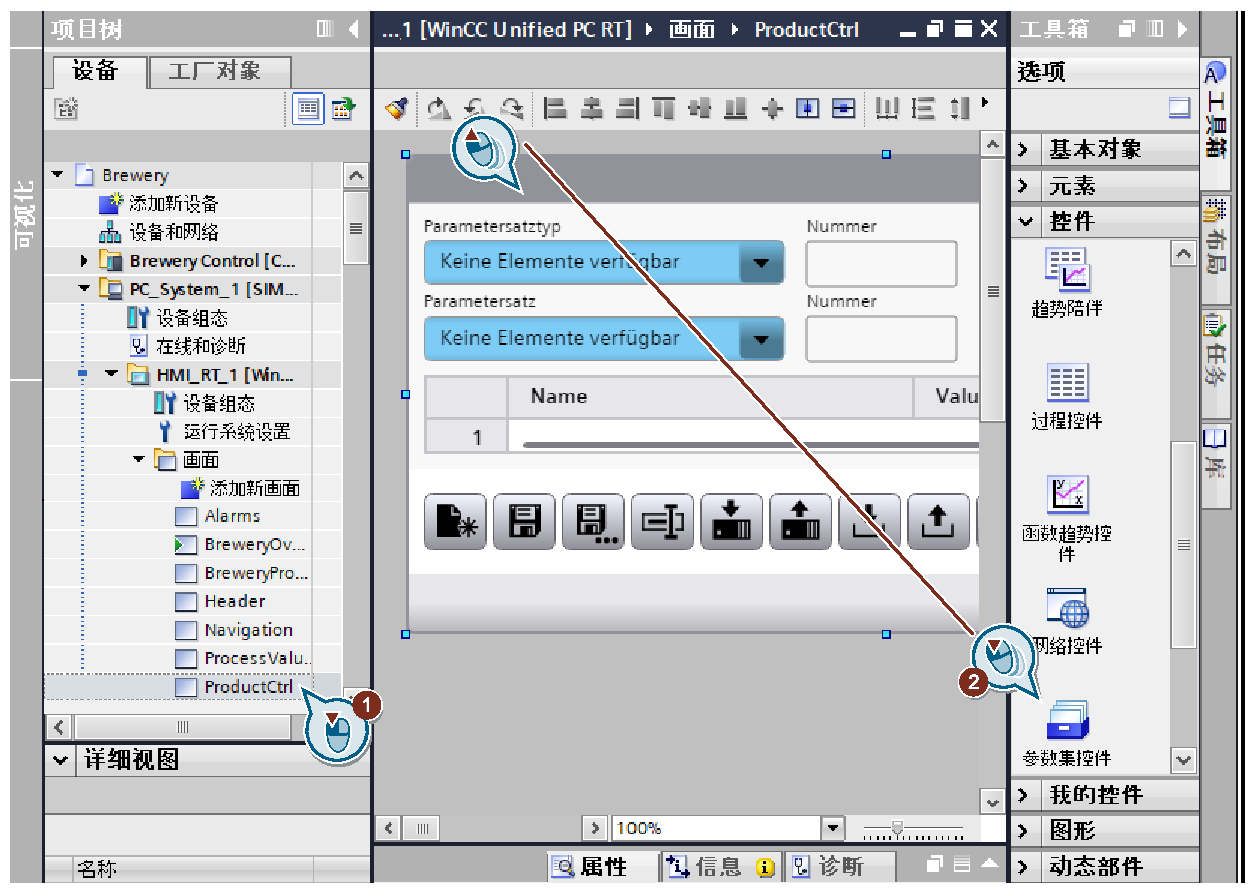 项目树
设备
工厂对象
可视化
Brewery
添加新设备
设备和网络
Brewery Control [C...
PC_System_1 [SIM...
设备组态
在线和诊断
HMI_RT_1 [Win...
设备组态
运行系统设置
画面
添加新画面
Alarms
BreweryOv...
BreweryPro...
Header
Navigation
ProcessValu..
ProductCtrl
1
详细视图
名称
...1 [WinCC Unified PC RT]
画面
ProductCtrl
Parametersatztyp
Nummer
Keine Elemente verfügbar
Parametersatz
Nummer
Keine Elemente verfügbar
Name
Valu
1
100%
属性
信息
诊断
工具箱
选项
基本对象
元素
控件
趋势陪伴
过程控件
函数趋势控
件
网络控件
2
参数集控件
我的控件
图形
动态部件
工具箱
布局
任务
库